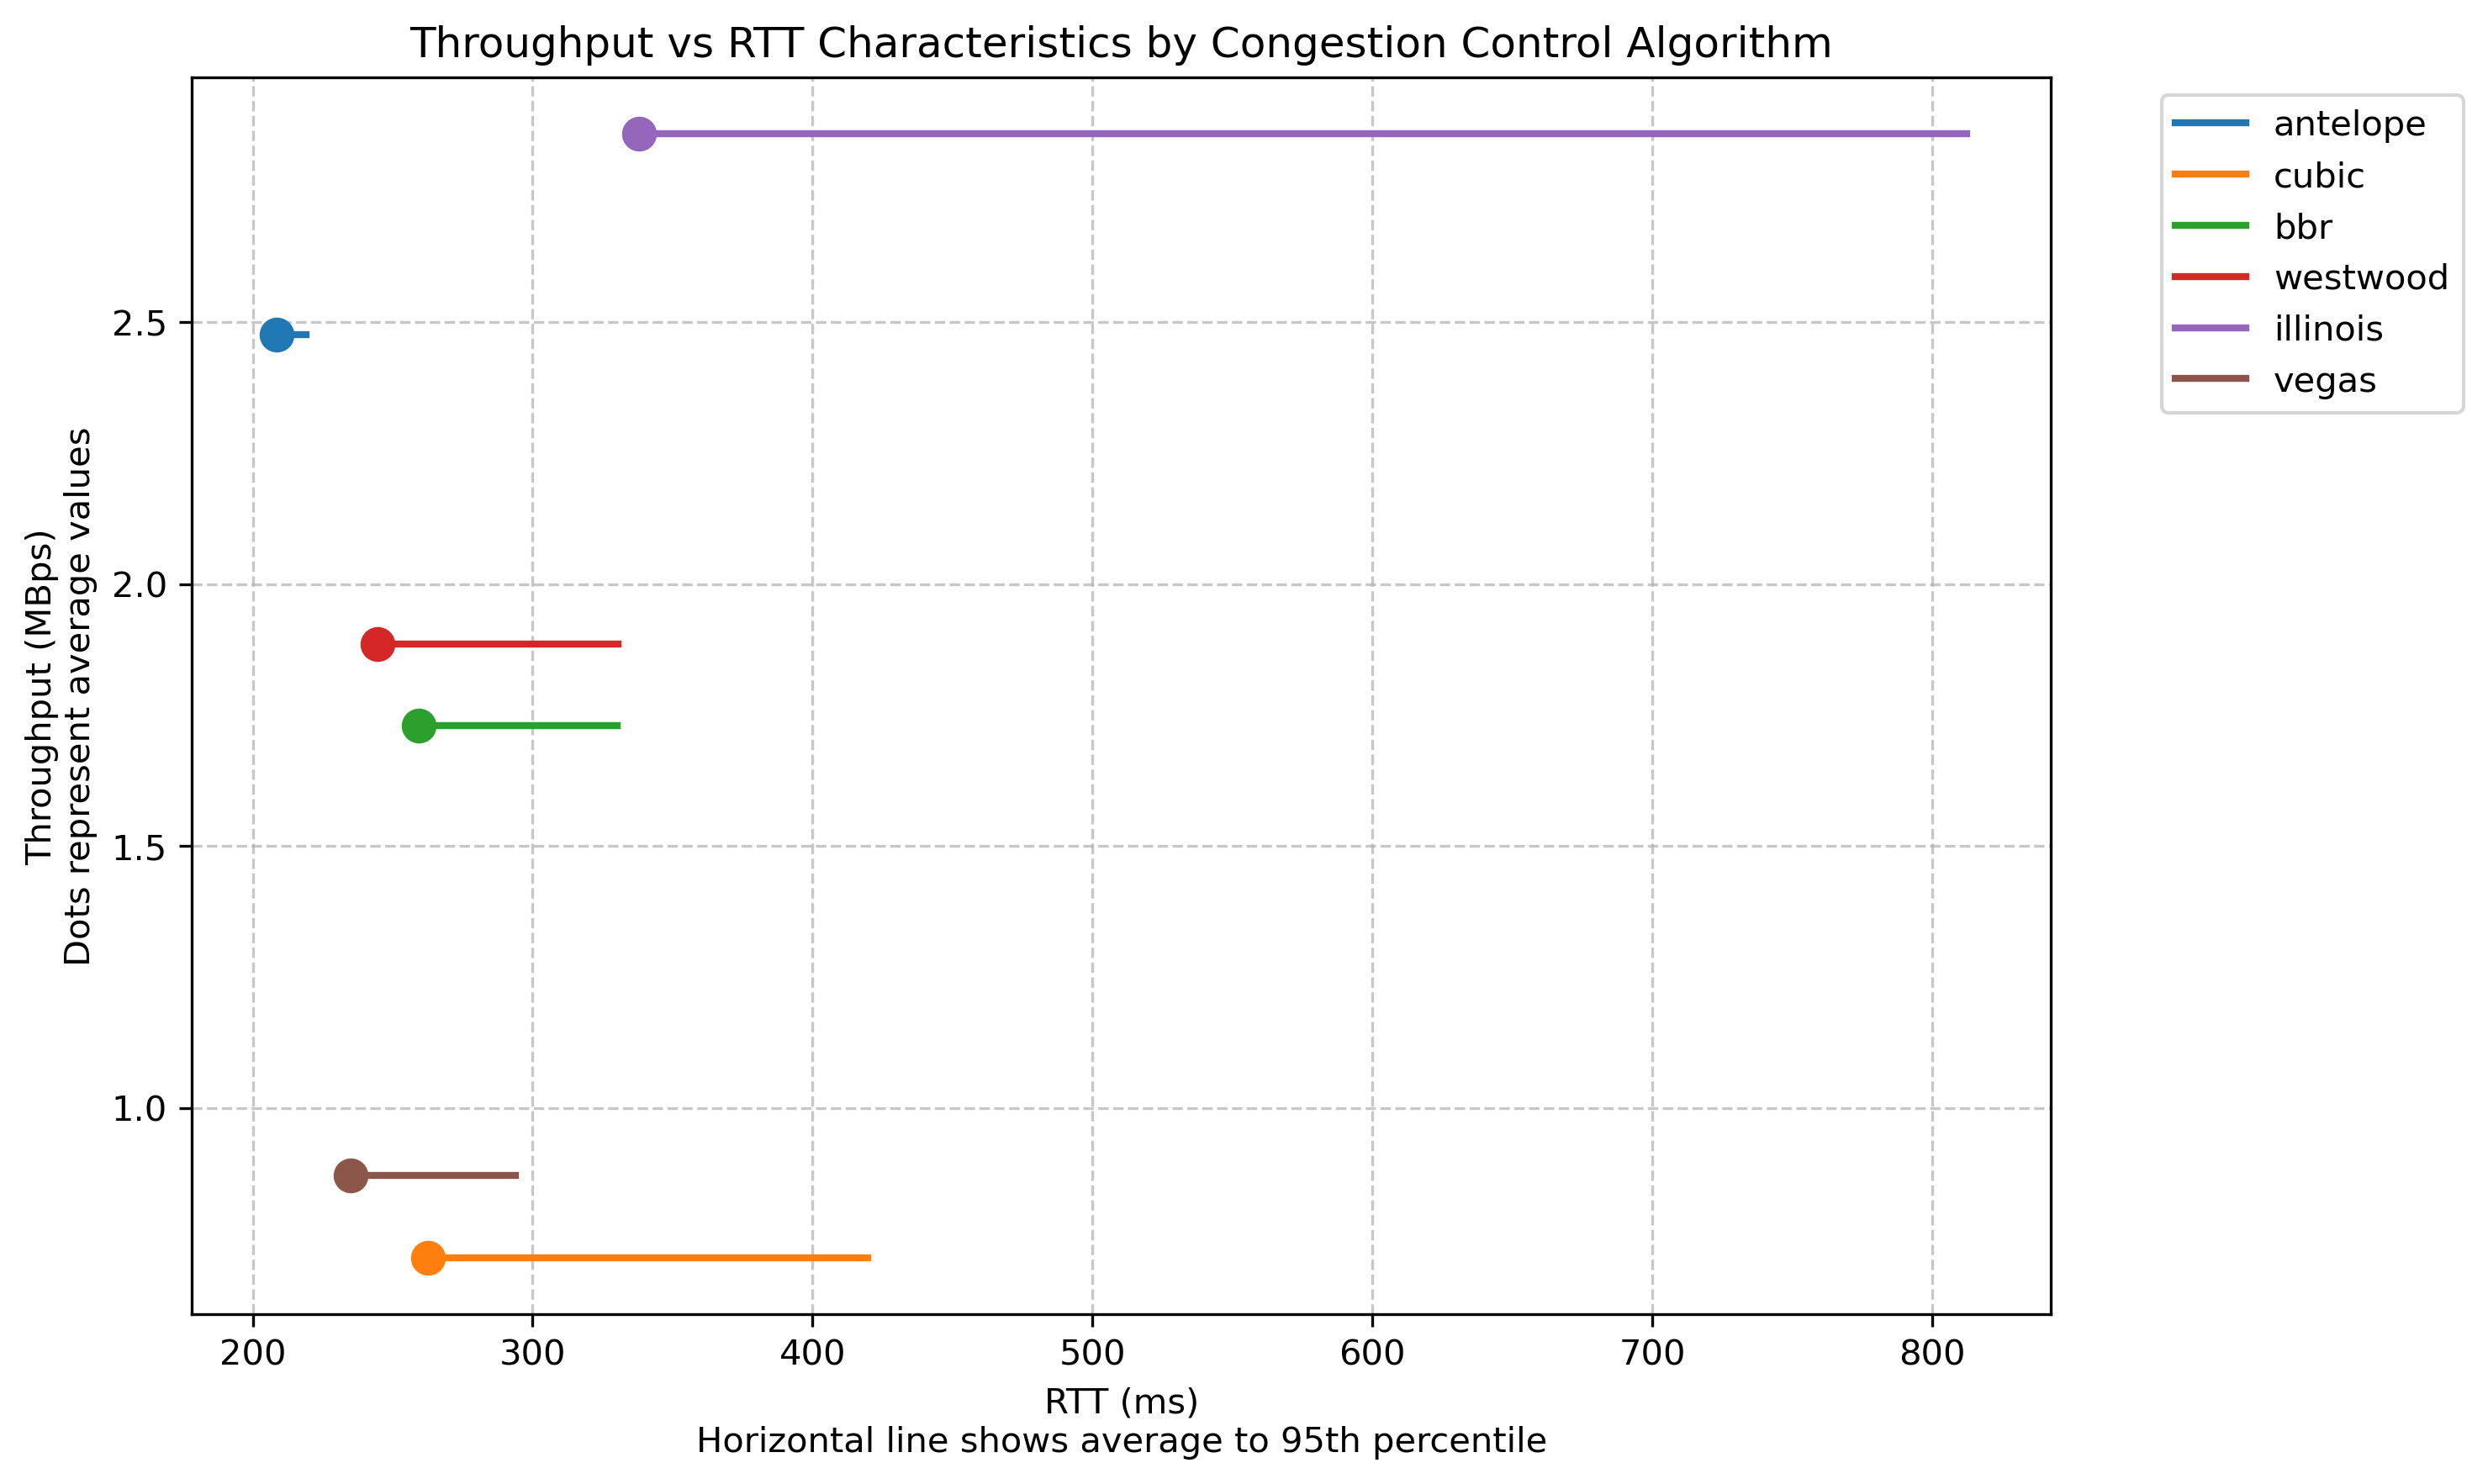 Throughput vs RTT Characteristics by Congestion Control Algorithm
antelope
cubic
bbr
westwood
illinois
vegas
Throughput (MBps)
Dots represent average values
2.5
2.0
1.5
1.0
200
300
400
500
600
700
800
RTT (ms)
Horizontal line shows average to 95th percentile